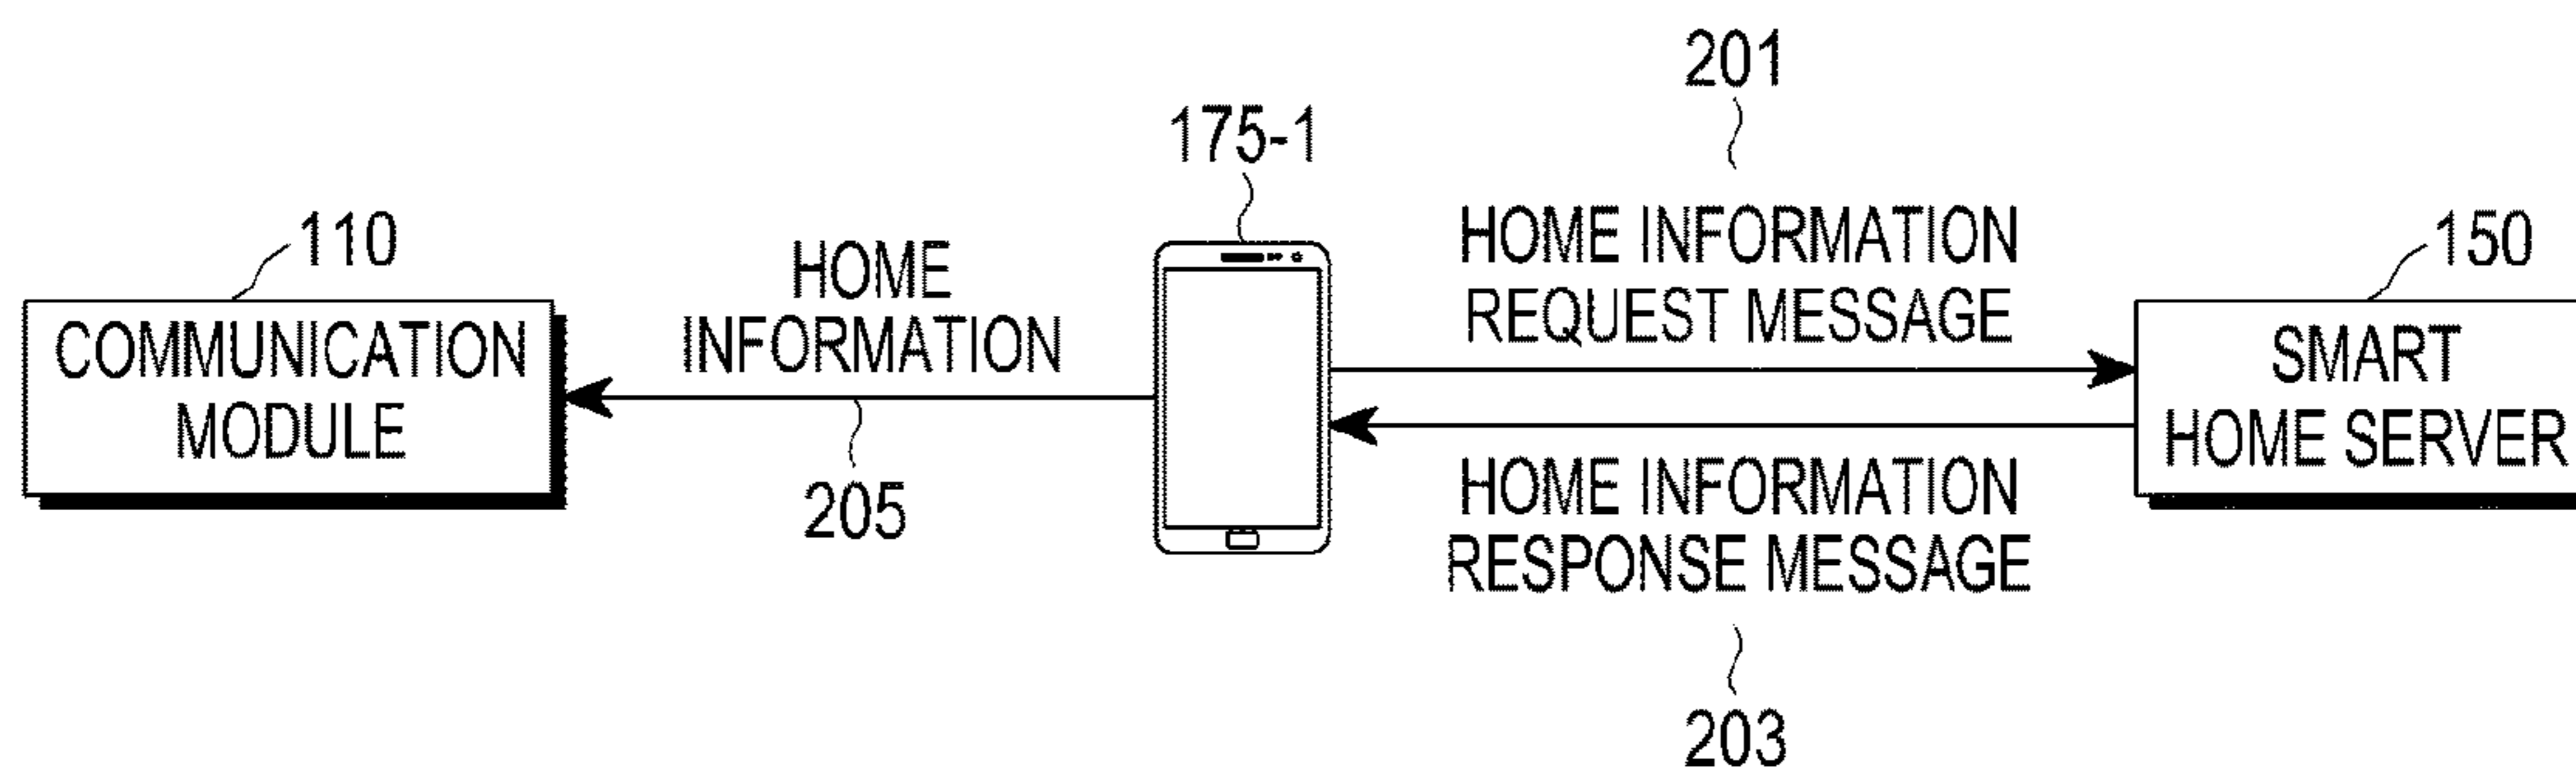 201
175-1
110
HOME INFORMATION
REQUEST MESSAGE
150
HOME
INFORMATION
COMMUNICATION
MODULE
SMART
HOME SERVER
205
HOME INFORMATION
RESPONSE MESSAGE
203